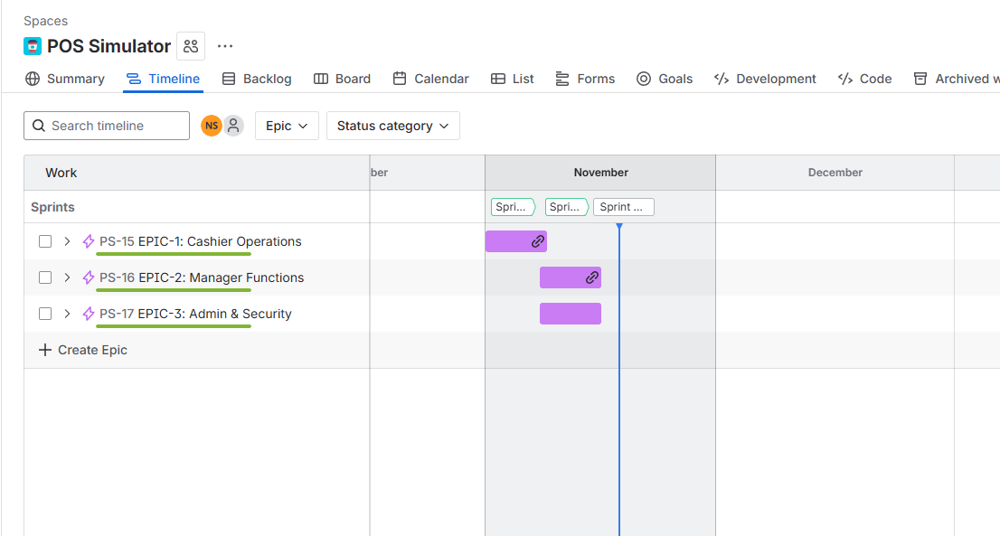 Spaces
POS Simulator
Summary Timeline Backlog Board Calendar List Forms Goals Development Code Archived w
Search timeline NS Epic Status category
Work ber November December
Sprints Spri... Spri... Sprint ...
PS-15 EPIC-1: Cashier Operations
PS-16 EPIC-2: Manager Functions
PS-17 EPIC-3: Admin & Security
Create Epic